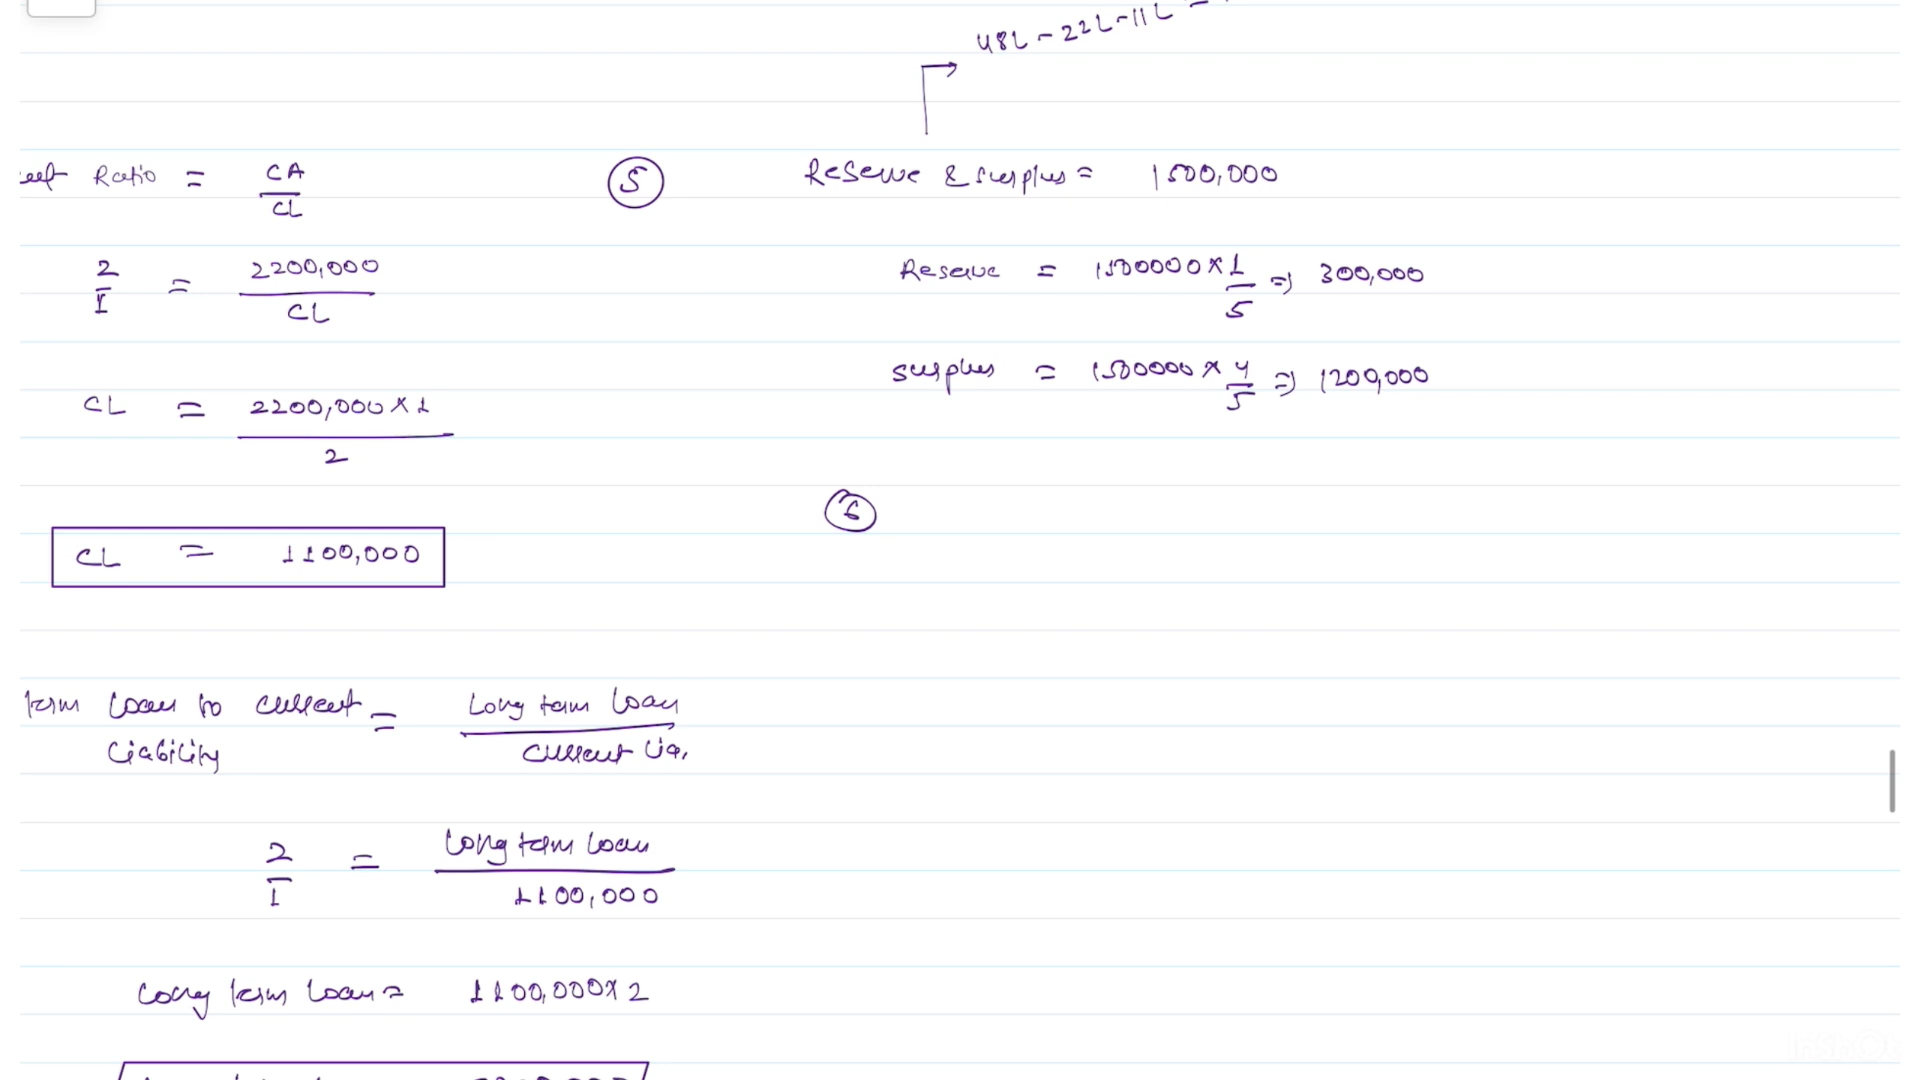 48L - 22L - 11L =
Ratio = CA / CL
2/1 = 2200,000 / CL
CL = 2200,000 × 1 / 2
CL = 1100,000
term loan to current liability = Long term loan / Current Lia.
2/1 = Long term loan / 1100,000
Long term loan = 1100,000 × 2
5
Reserve & surplus = 1500,000
Reserve = 1500000 × 1/5 => 300,000
surplus = 1500000 × 4/5 => 1200,000
6